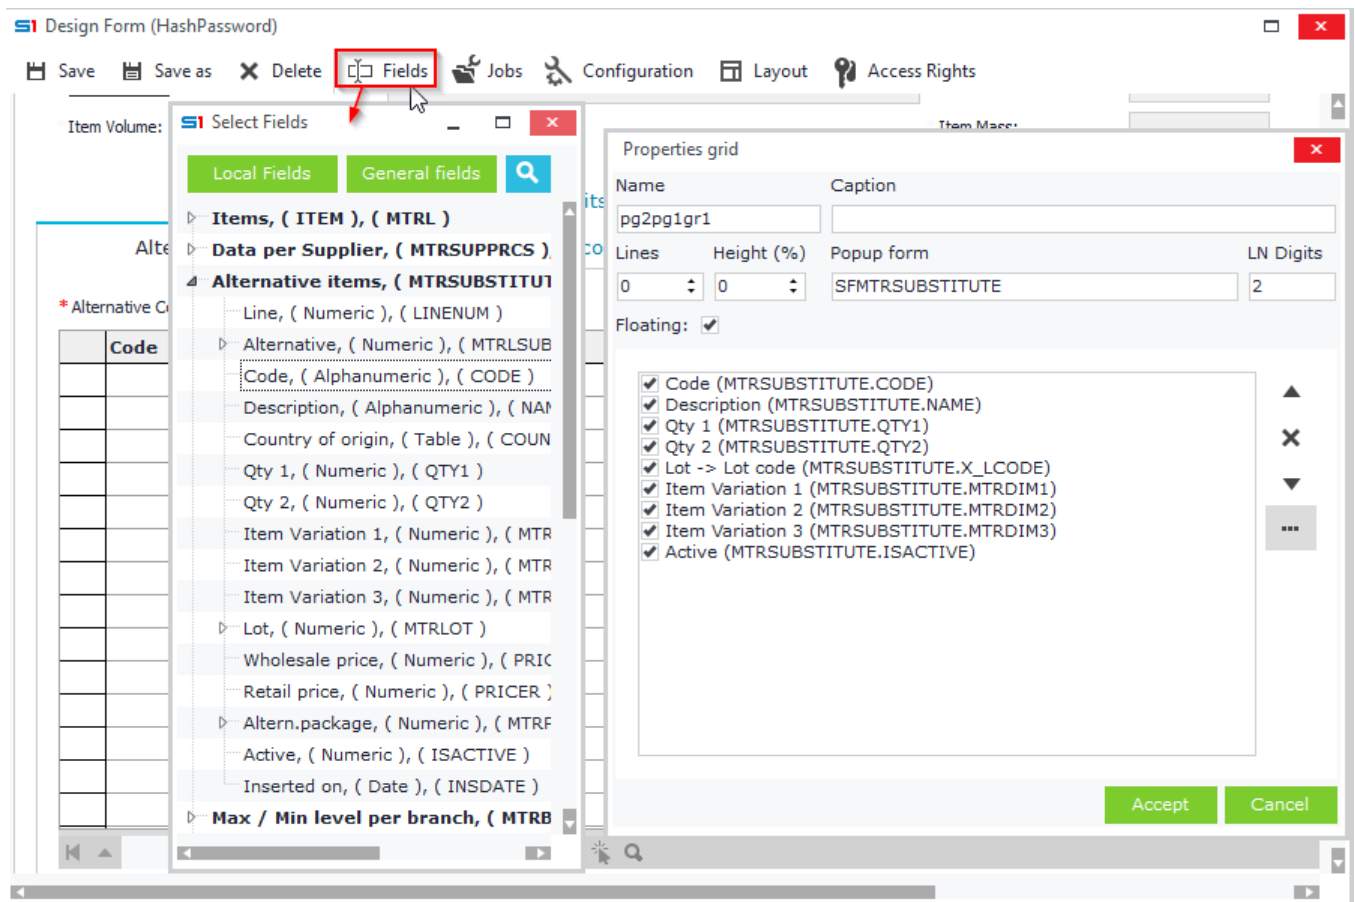 S1 Design Form (HashPassword)
Save Save as Delete Fields Jobs Configuration Layout Access Rights
Item Volume:
Item Mass:
Alte
*Alternative C
Code
S1 Select Fields
Local Fields General fields
Items, ( ITEM ), ( MTRL )
Data per Supplier, ( MTRSUPPRCS ),
Alternative items, ( MTRSUBSTITUT
Line, ( Numeric ), ( LINENUM )
Alternative, ( Numeric ), ( MTRLSUB
Code, ( Alphanumeric ), ( CODE )
Description, ( Alphanumeric ), ( NAM
Country of origin, ( Table ), ( COUN
Qty 1, ( Numeric ), ( QTY1 )
Qty 2, ( Numeric ), ( QTY2 )
Item Variation 1, ( Numeric ), ( MTR
Item Variation 2, ( Numeric ), ( MTR
Item Variation 3, ( Numeric ), ( MTR
Lot, ( Numeric ), ( MTRLOT )
Wholesale price, ( Numeric ), ( PRIC
Retail price, ( Numeric ), ( PRICER )
Altern.package, ( Numeric ), ( MTRP
Active, ( Numeric ), ( ISACTIVE )
Inserted on, ( Date ), ( INSDATE )
Max / Min level per branch, ( MTRB
its
co
Properties grid
Name Caption
pg2pg1gr1
Lines Height (%) Popup form LN Digits
0 0 SFMTRSUBSTITUTE 2
Floating:
Code (MTRSUBSTITUTE.CODE)
Description (MTRSUBSTITUTE.NAME)
Qty 1 (MTRSUBSTITUTE.QTY1)
Qty 2 (MTRSUBSTITUTE.QTY2)
Lot -> Lot code (MTRSUBSTITUTE.X_LCODE)
Item Variation 1 (MTRSUBSTITUTE.MTRDIM1)
Item Variation 2 (MTRSUBSTITUTE.MTRDIM2)
Item Variation 3 (MTRSUBSTITUTE.MTRDIM3)
Active (MTRSUBSTITUTE.ISACTIVE)
Accept Cancel